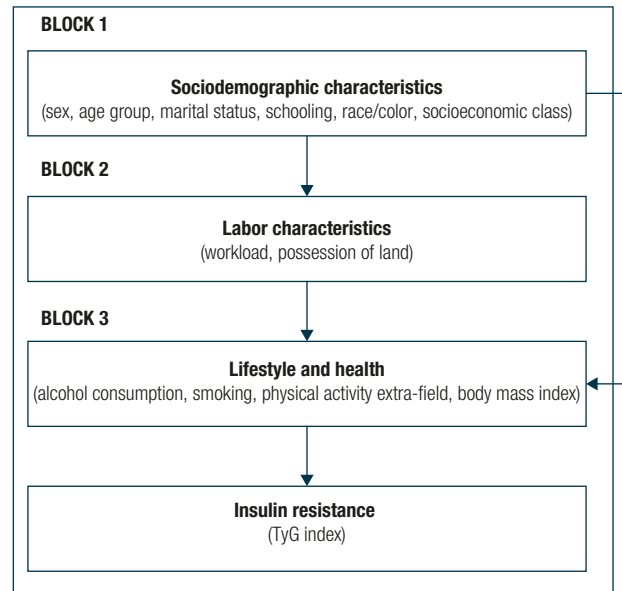 BLOCK 1
Sociodemographic characteristics
(sex, age group, marital status, schooling, race/color, socioeconomic class)
BLOCK 2
Labor characteristics
(workload, possession of land)
BLOCK 3
Lifestyle and health
(alcohol consumption, smoking, physical activity extra-field, body mass index)
Insulin resistance
(TyG index)